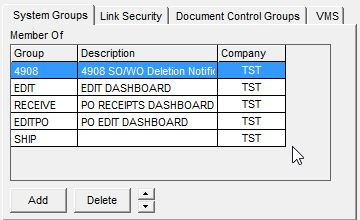 System Groups Link Security Document Control Groups VMS
Member Of
Group Description Company
4908 4908 SO/WO Deletion Notific TST
EDIT EDIT DASHBOARD TST
RECEIVE PO RECEIPTS DASHBOARD TST
EDITPO PO EDIT DASHBOARD TST
SHIP TST
Add Delete